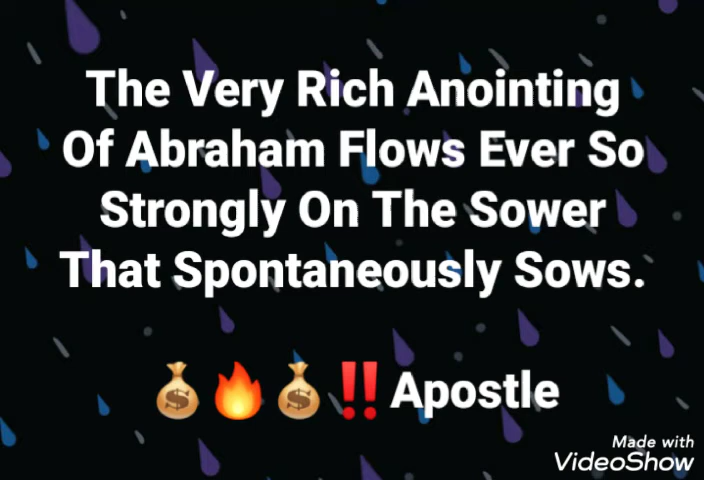 The Very Rich Anointing
Of Abraham Flows Ever So
Strongly On The Sower
That Spontaneously Sows.
💰🔥💰‼️Apostle
Made with
VideoShow